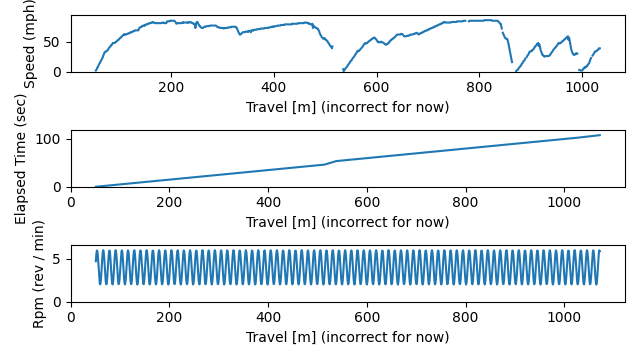 Speed (mph)
50
0
200 400 600 800 1000
Travel [m] (incorrect for now)
Elapsed Time (sec)
100
0
0 200 400 600 800 1000
Travel [m] (incorrect for now)
Rpm (rev / min)
5
0
0 200 400 600 800 1000
Travel [m] (incorrect for now)